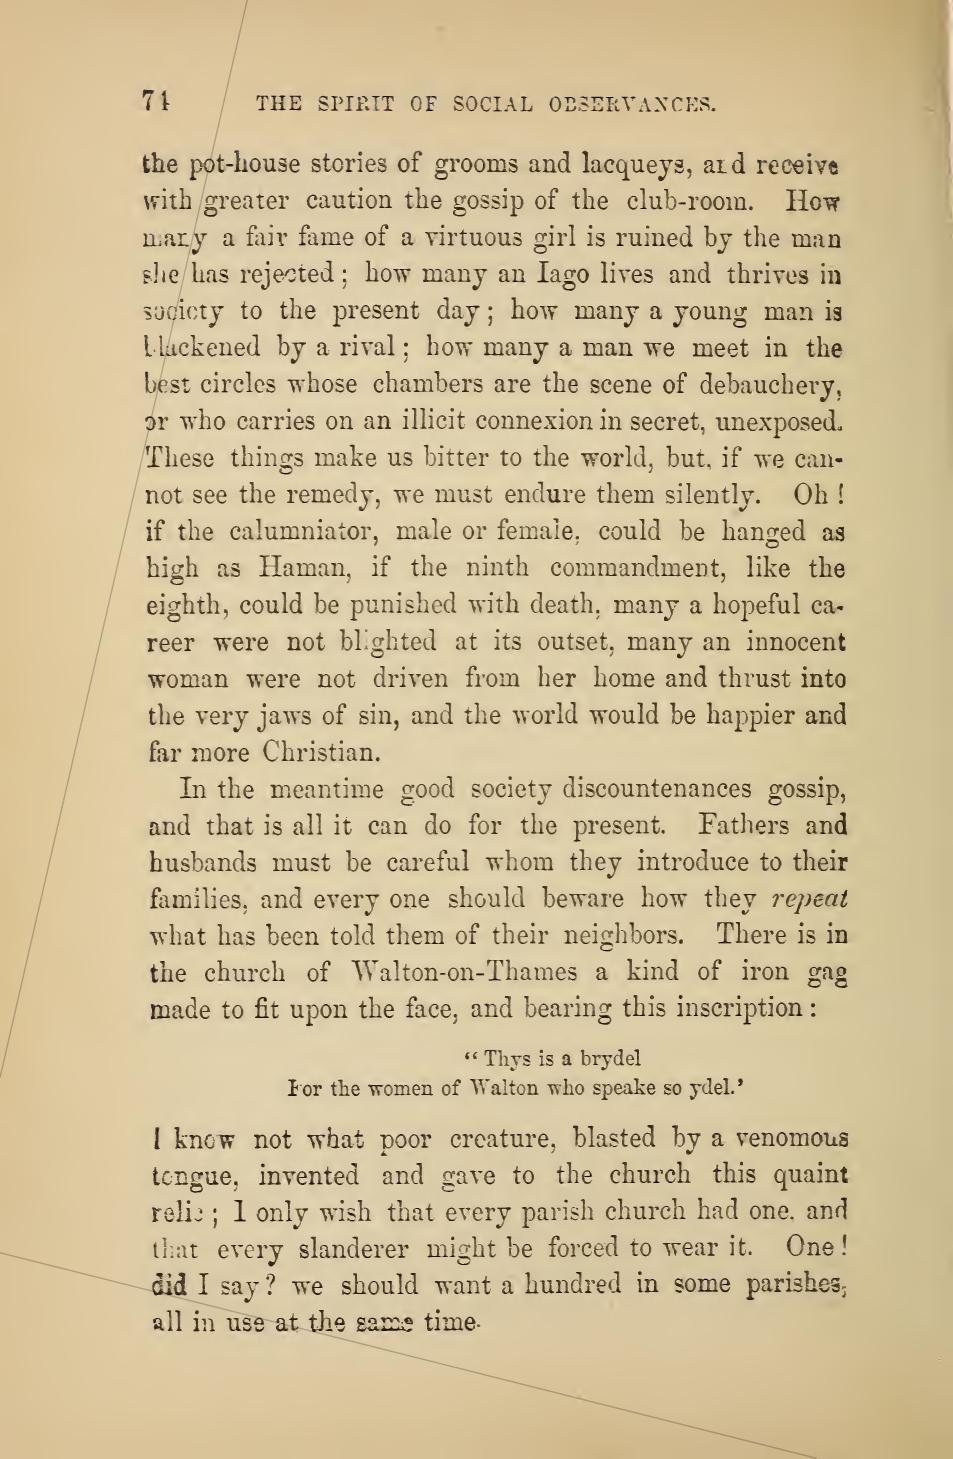 74 THE SPIRIT OF SOCIAL OBSERVANCES.
the pot-house stories of grooms and lacqueys, and receive
with greater caution the gossip of the club-room. How
many a fair fame of a virtuous girl is ruined by the man
she has rejected; how many an Iago lives and thrives in
society to the present day; how many a young man is
blackened by a rival; how many a man we meet in the
best circles whose chambers are the scene of debauchery,
or who carries on an illicit connexion in secret, unexposed.
These things make us bitter to the world, but, if we can-
not see the remedy, we must endure them silently. Oh!
if the calumniator, male or female, could be hanged as
high as Haman, if the ninth commandment, like the
eighth, could be punished with death, many a hopeful ca-
reer were not blighted at its outset, many an innocent
woman were not driven from her home and thrust into
the very jaws of sin, and the world would be happier and
far more Christian.
In the meantime good society discountenances gossip,
and that is all it can do for the present. Fathers and
husbands must be careful whom they introduce to their
families, and every one should beware how they repeat
what has been told them of their neighbors. There is in
the church of Walton-on-Thames a kind of iron gag
made to fit upon the face, and bearing this inscription:
“Thys is a brydel
For the women of Walton who speake so ydel.’
I know not what poor creature, blasted by a venomous
tongue, invented and gave to the church this quaint
relic; I only wish that every parish church had one, and
that every slanderer might be forced to wear it. One!
did I say? we should want a hundred in some parishes,
all in use at the same time.